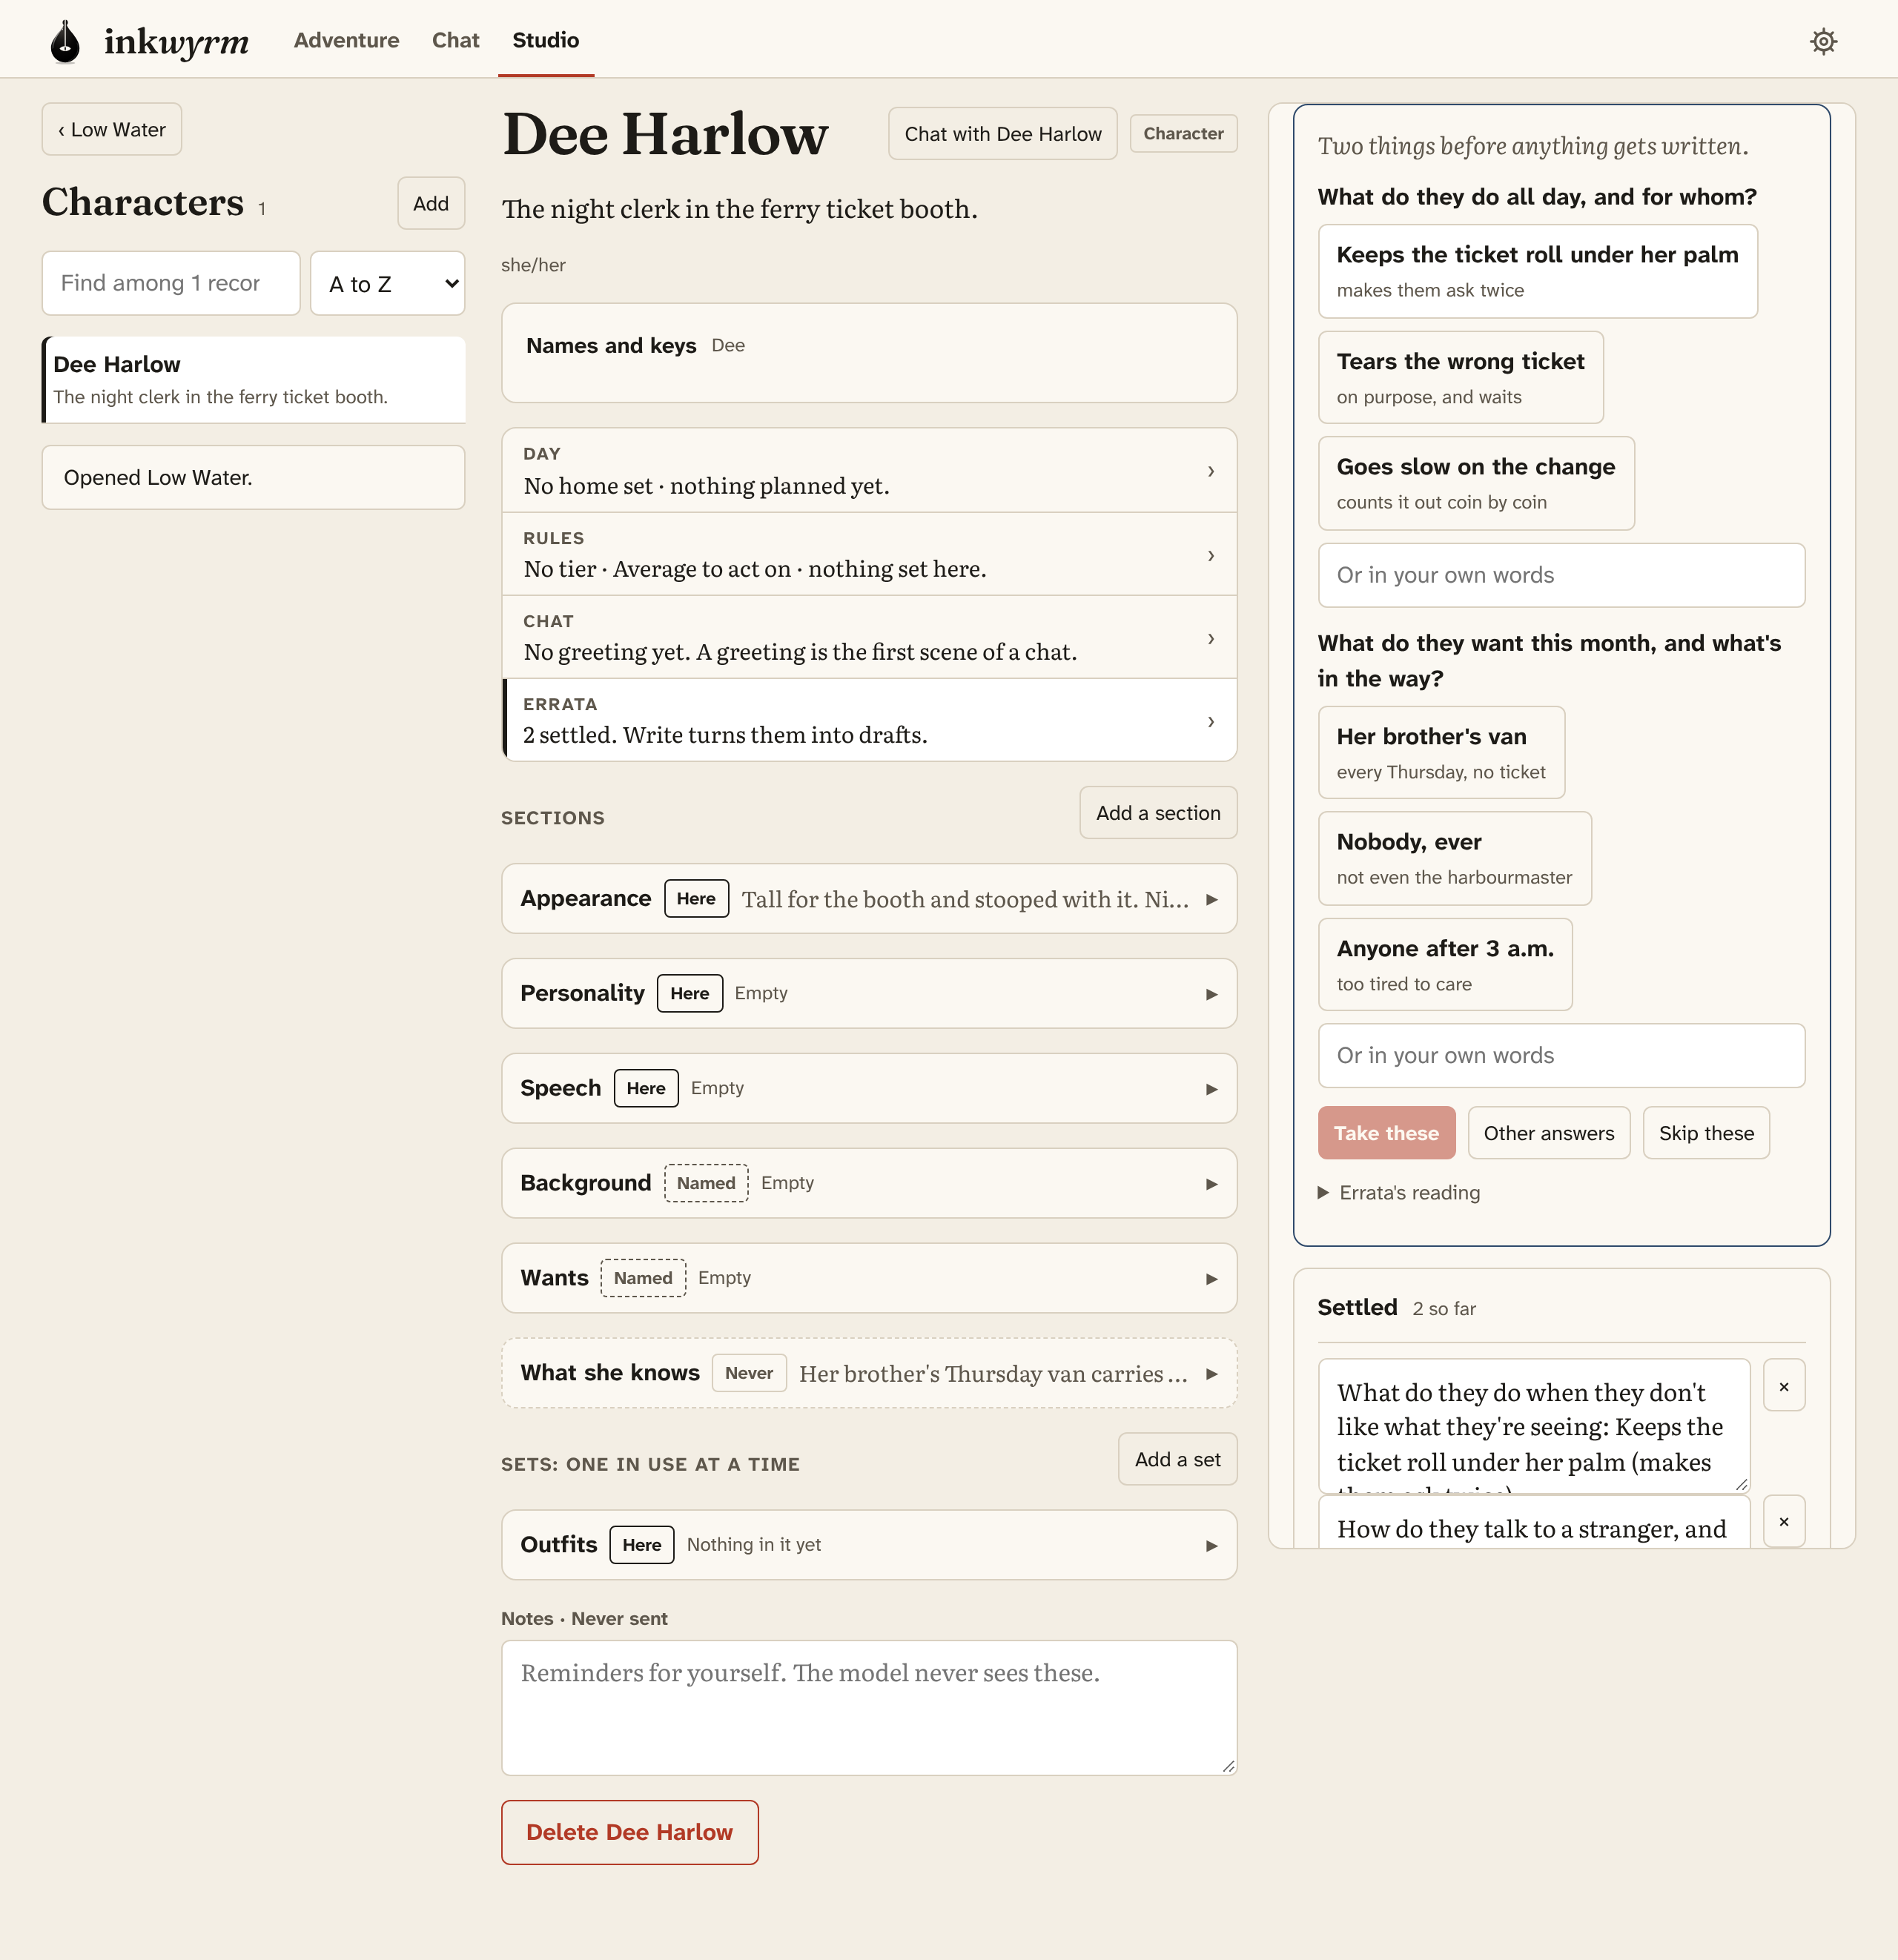 inkwyrm
Adventure
Chat
Studio
‹ Low Water
Characters 1
Add
Find among 1 recor
A to Z
Dee Harlow
The night clerk in the ferry ticket booth.
Opened Low Water.
Dee Harlow
Chat with Dee Harlow
Character
The night clerk in the ferry ticket booth.
she/her
Names and keys Dee
DAY
No home set · nothing planned yet.
RULES
No tier · Average to act on · nothing set here.
CHAT
No greeting yet. A greeting is the first scene of a chat.
ERRATA
2 settled. Write turns them into drafts.
SECTIONS
Add a section
Appearance Here Tall for the booth and stooped with it. Ni...
Personality Here Empty
Speech Here Empty
Background Named Empty
Wants Named Empty
What she knows Never Her brother's Thursday van carries ...
SETS: ONE IN USE AT A TIME
Add a set
Outfits Here Nothing in it yet
Notes · Never sent
Reminders for yourself. The model never sees these.
Delete Dee Harlow
Two things before anything gets written.
What do they do all day, and for whom?
Keeps the ticket roll under her palm
makes them ask twice
Tears the wrong ticket
on purpose, and waits
Goes slow on the change
counts it out coin by coin
Or in your own words
What do they want this month, and what's
in the way?
Her brother's van
every Thursday, no ticket
Nobody, ever
not even the harbourmaster
Anyone after 3 a.m.
too tired to care
Or in your own words
Take these
Other answers
Skip these
Errata's reading
Settled 2 so far
What do they do when they don't
like what they're seeing: Keeps the
ticket roll under her palm (makes
them ask twice)
×
How do they talk to a stranger, and
×